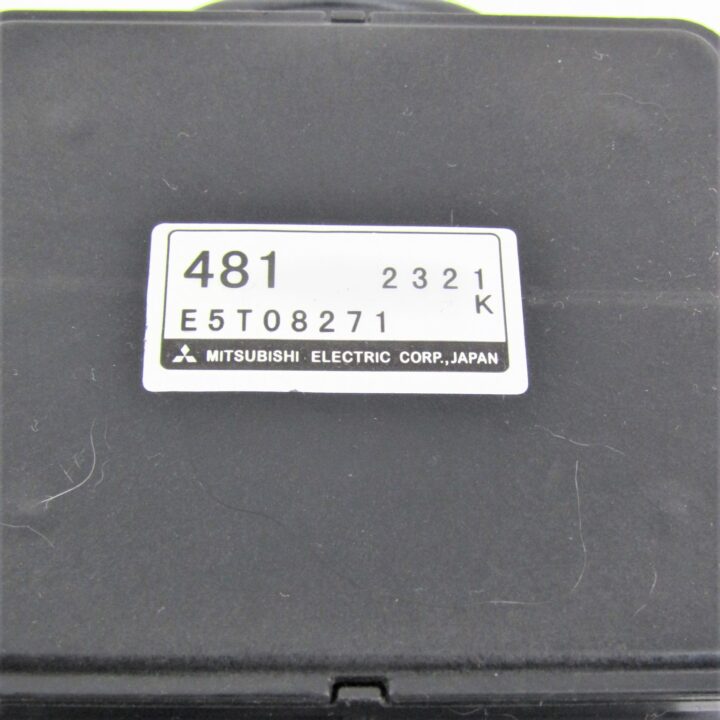 481 2321
K
E5T08271
MITSUBISHI ELECTRIC CORP.,JAPAN